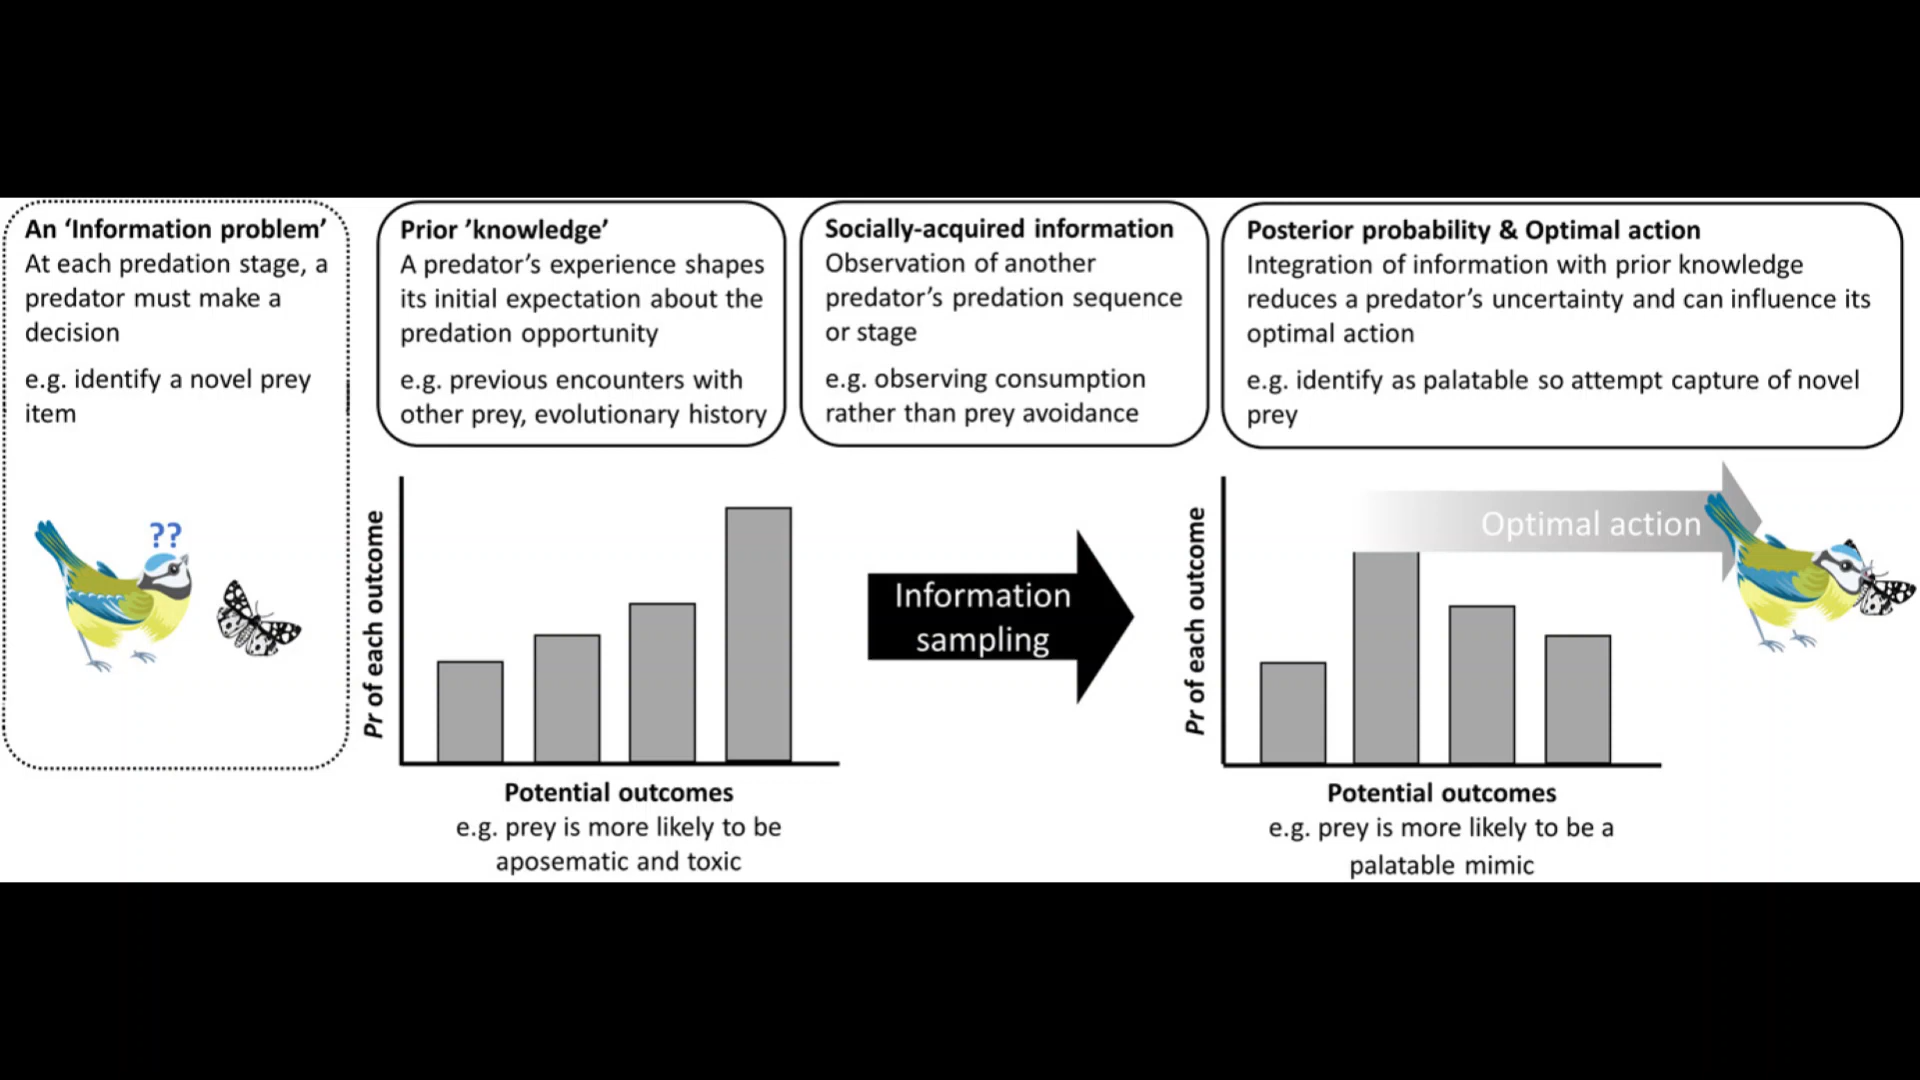 An ‘Information problem’
At each predation stage, a
predator must make a
decision
e.g. identify a novel prey
item
??
Prior ’knowledge’
A predator’s experience shapes
its initial expectation about the
predation opportunity
e.g. previous encounters with
other prey, evolutionary history
Socially-acquired information
Observation of another
predator’s predation sequence
or stage
e.g. observing consumption
rather than prey avoidance
Posterior probability & Optimal action
Integration of information with prior knowledge
reduces a predator’s uncertainty and can influence its
optimal action
e.g. identify as palatable so attempt capture of novel
prey
Pr of each outcome
Potential outcomes
e.g. prey is more likely to be
aposematic and toxic
Information
sampling
Pr of each outcome
Optimal action
Potential outcomes
e.g. prey is more likely to be a
palatable mimic